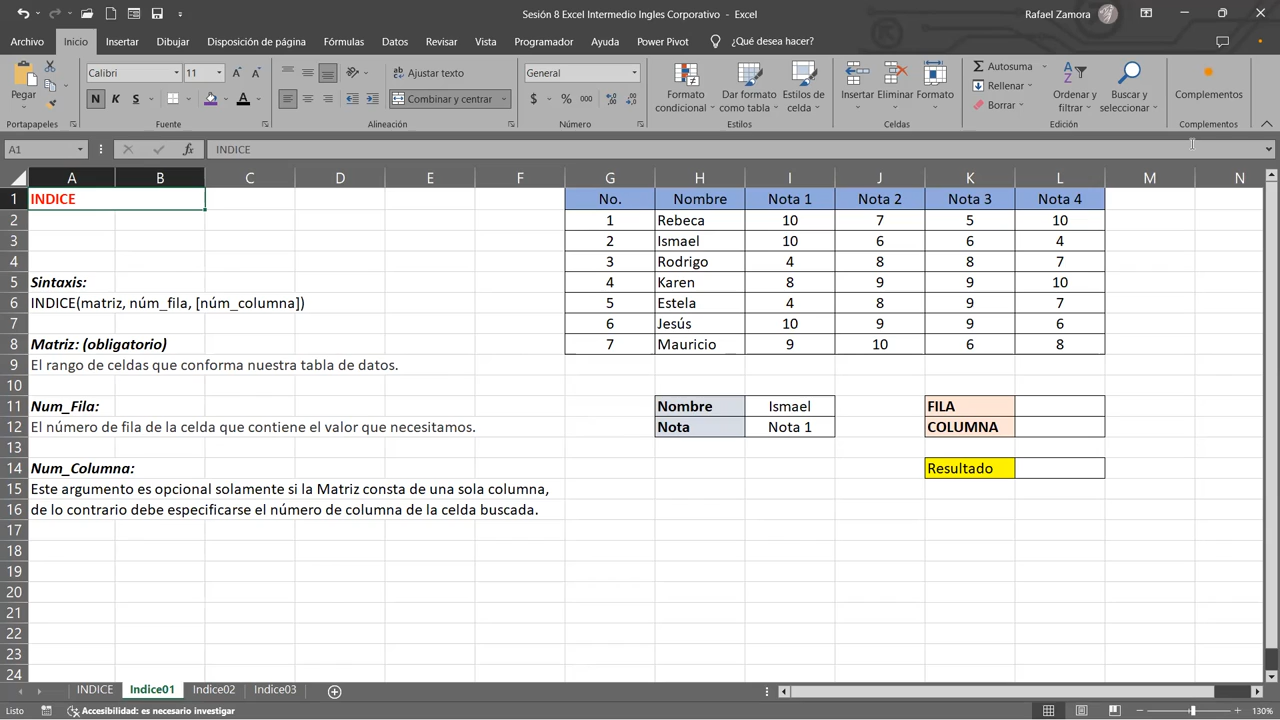 Sesión 8 Excel Intermedio Ingles Corporativo - Excel
Rafael Zamora
Archivo Inicio Insertar Dibujar Disposición de página Fórmulas Datos Revisar Vista Programador Ayuda Power Pivot ¿Qué desea hacer?
Pegar
Portapapeles
Calibri 11
N K S
Fuente
Ajustar texto
Combinar y centrar
Alineación
General
$ % 000
Número
Formato condicional
Dar formato como tabla
Estilos de celda
Estilos
Insertar Eliminar Formato
Celdas
Autosuma
Rellenar
Borrar
Ordenar y filtrar
Buscar y seleccionar
Edición
Complementos
Complementos
A1 fx INDICE
A B C D E F G H I J K L M N
1 INDICE No. Nombre Nota 1 Nota 2 Nota 3 Nota 4
2 1 Rebeca 10 7 5 10
3 2 Ismael 10 6 6 4
4 3 Rodrigo 4 8 8 7
5 Sintaxis: 4 Karen 8 9 9 10
6 INDICE(matriz, núm_fila, [núm_columna]) 5 Estela 4 8 9 7
7 6 Jesús 10 9 9 6
8 Matriz: (obligatorio) 7 Mauricio 9 10 6 8
9 El rango de celdas que conforma nuestra tabla de datos.
10
11 Num_Fila: Nombre Ismael FILA
12 El número de fila de la celda que contiene el valor que necesitamos. Nota Nota 1 COLUMNA
13
14 Num_Columna: Resultado
15 Este argumento es opcional solamente si la Matriz consta de una sola columna,
16 de lo contrario debe especificarse el número de columna de la celda buscada.
17
18
19
20
21
22
23
24
INDICE Indice01 Indice02 Indice03
Listo Accesibilidad: es necesario investigar 130%